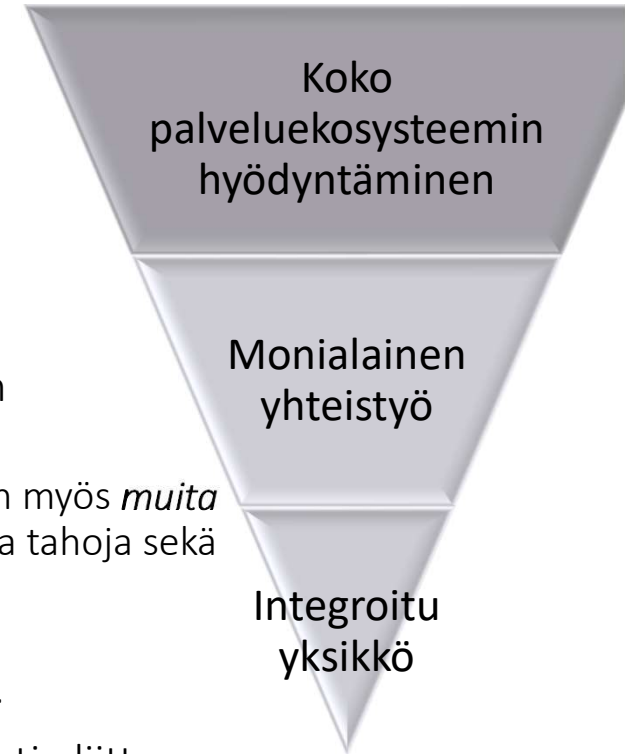 Koko
palveluekosysteemin
hyödyntäminen
Monialainen
yhteistyö
n myös muita
a tahoja sekä
Integroitu
yksikkö